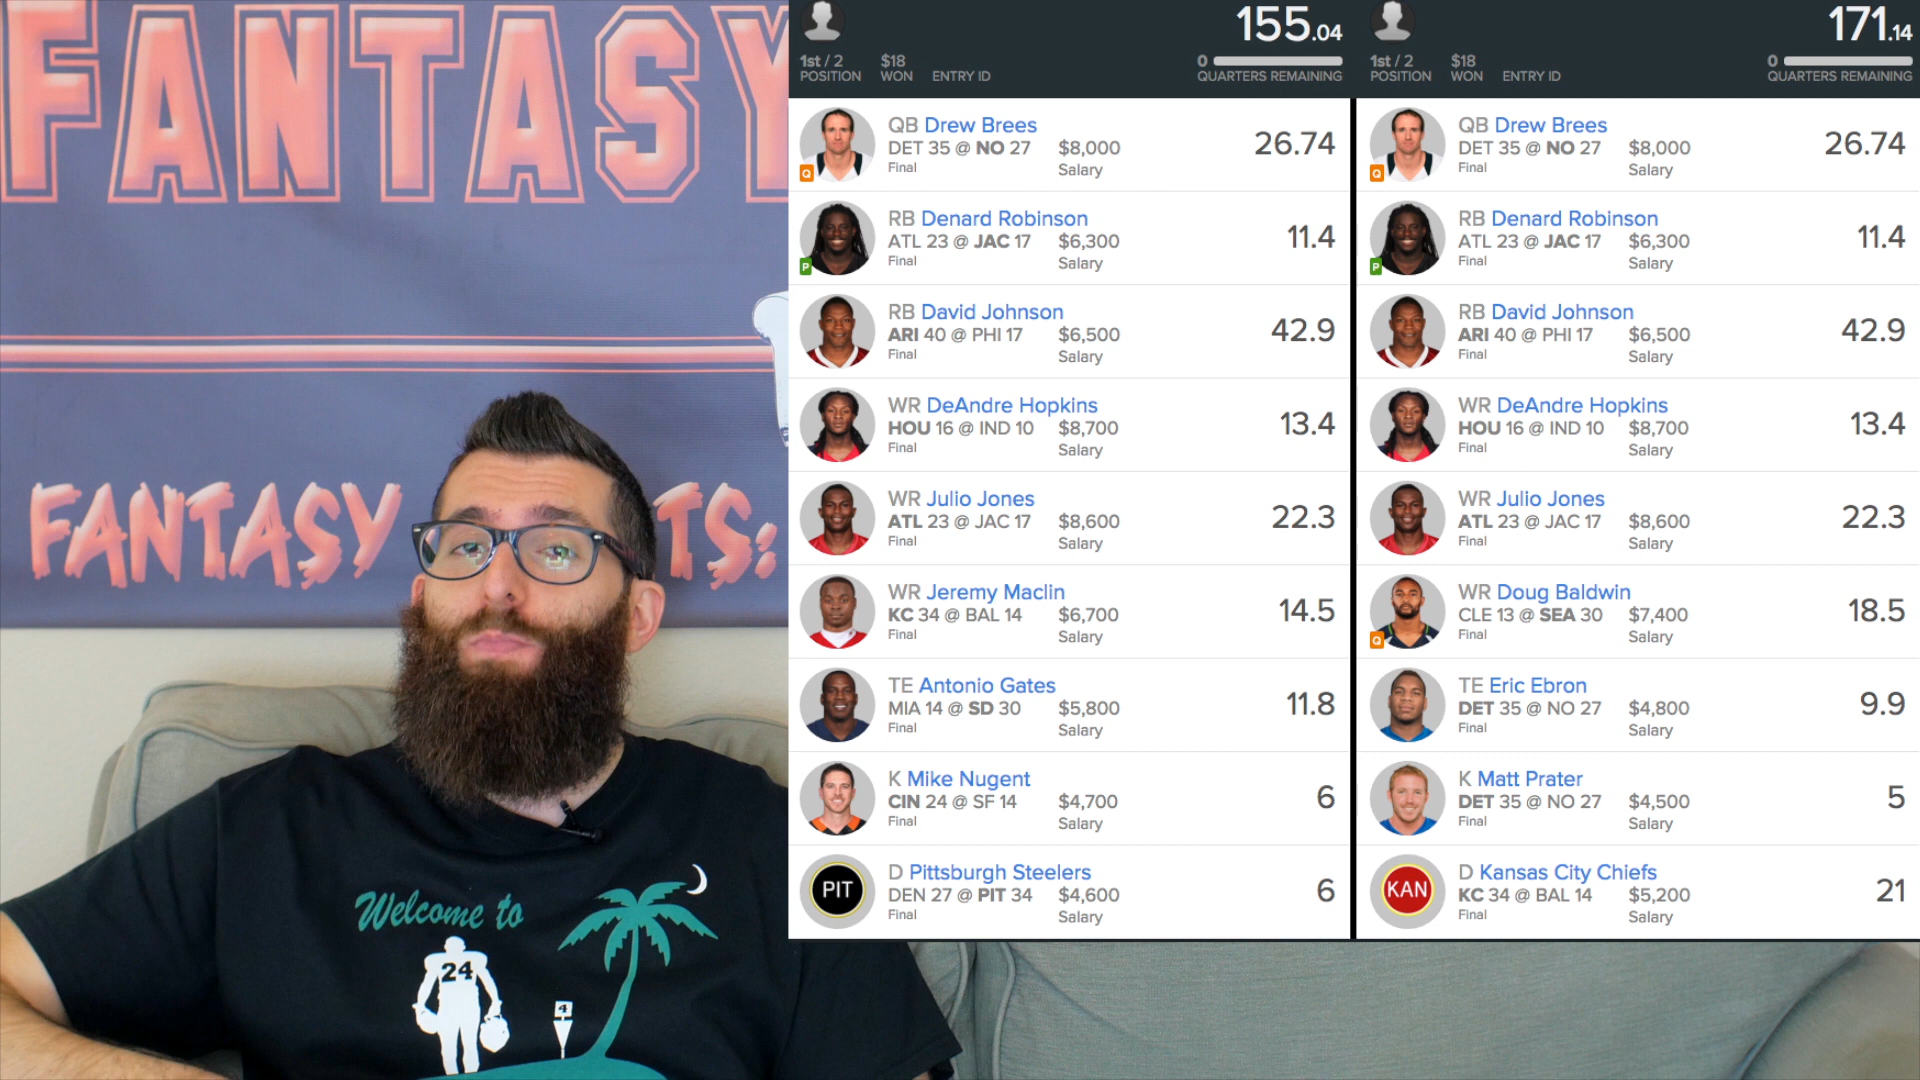 FANTASY
FANTASY
TS:
Welcome to
24
4
155.04
1st / 2
POSITION
$18
WON
ENTRY ID
0
QUARTERS REMAINING
QB Drew Brees
DET 35 @ NO 27 $8,000 26.74
Final Salary
Q
RB Denard Robinson
ATL 23 @ JAC 17 $6,300 11.4
Final Salary
P
RB David Johnson
ARI 40 @ PHI 17 $6,500 42.9
Final Salary
WR DeAndre Hopkins
HOU 16 @ IND 10 $8,700 13.4
Final Salary
WR Julio Jones
ATL 23 @ JAC 17 $8,600 22.3
Final Salary
WR Jeremy Maclin
KC 34 @ BAL 14 $6,700 14.5
Final Salary
TE Antonio Gates
MIA 14 @ SD 30 $5,800 11.8
Final Salary
K Mike Nugent
CIN 24 @ SF 14 $4,700 6
Final Salary
PIT
D Pittsburgh Steelers
DEN 27 @ PIT 34 $4,600 6
Final Salary
171.14
1st / 2
POSITION
$18
WON
ENTRY ID
0
QUARTERS REMAINING
QB Drew Brees
DET 35 @ NO 27 $8,000 26.74
Final Salary
Q
RB Denard Robinson
ATL 23 @ JAC 17 $6,300 11.4
Final Salary
P
RB David Johnson
ARI 40 @ PHI 17 $6,500 42.9
Final Salary
WR DeAndre Hopkins
HOU 16 @ IND 10 $8,700 13.4
Final Salary
WR Julio Jones
ATL 23 @ JAC 17 $8,600 22.3
Final Salary
WR Doug Baldwin
CLE 13 @ SEA 30 $7,400 18.5
Final Salary
Q
TE Eric Ebron
DET 35 @ NO 27 $4,800 9.9
Final Salary
K Matt Prater
DET 35 @ NO 27 $4,500 5
Final Salary
KAN
D Kansas City Chiefs
KC 34 @ BAL 14 $5,200 21
Final Salary